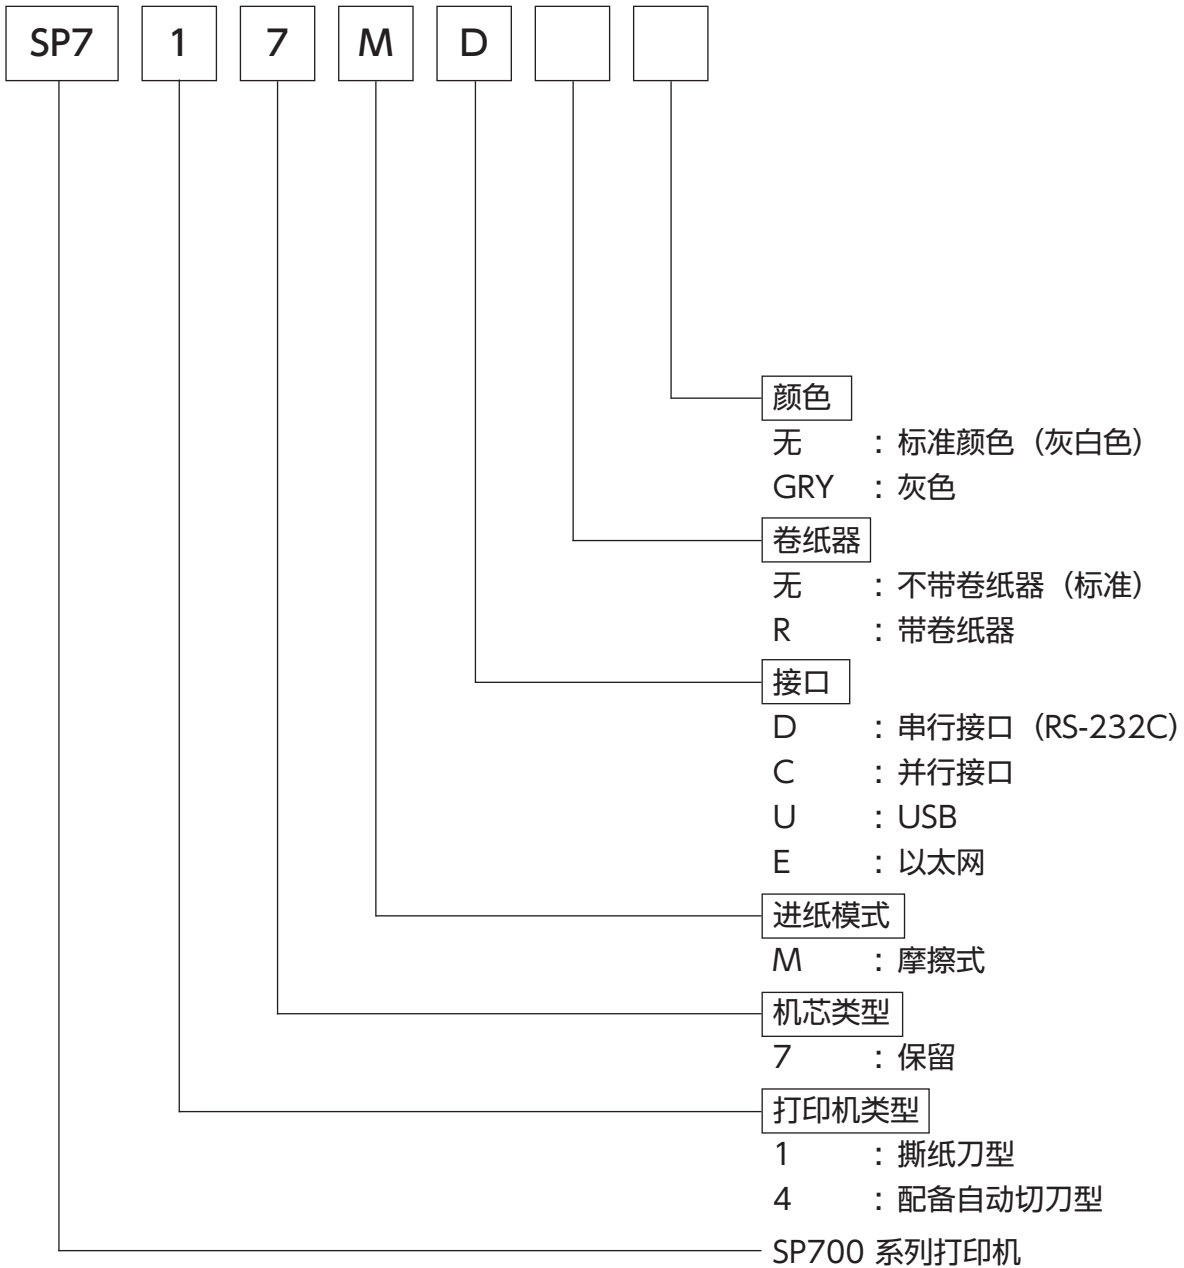 SP7 1 7 M D
颜色
无 : 标准颜色（灰白色）
GRY : 灰色
卷纸器
无 : 不带卷纸器（标准）
R : 带卷纸器
接口
D : 串行接口（RS-232C）
C : 并行接口
U : USB
E : 以太网
进纸模式
M : 摩擦式
机芯类型
7 : 保留
打印机类型
1 : 撕纸刀型
4 : 配备自动切刀型
SP700 系列打印机